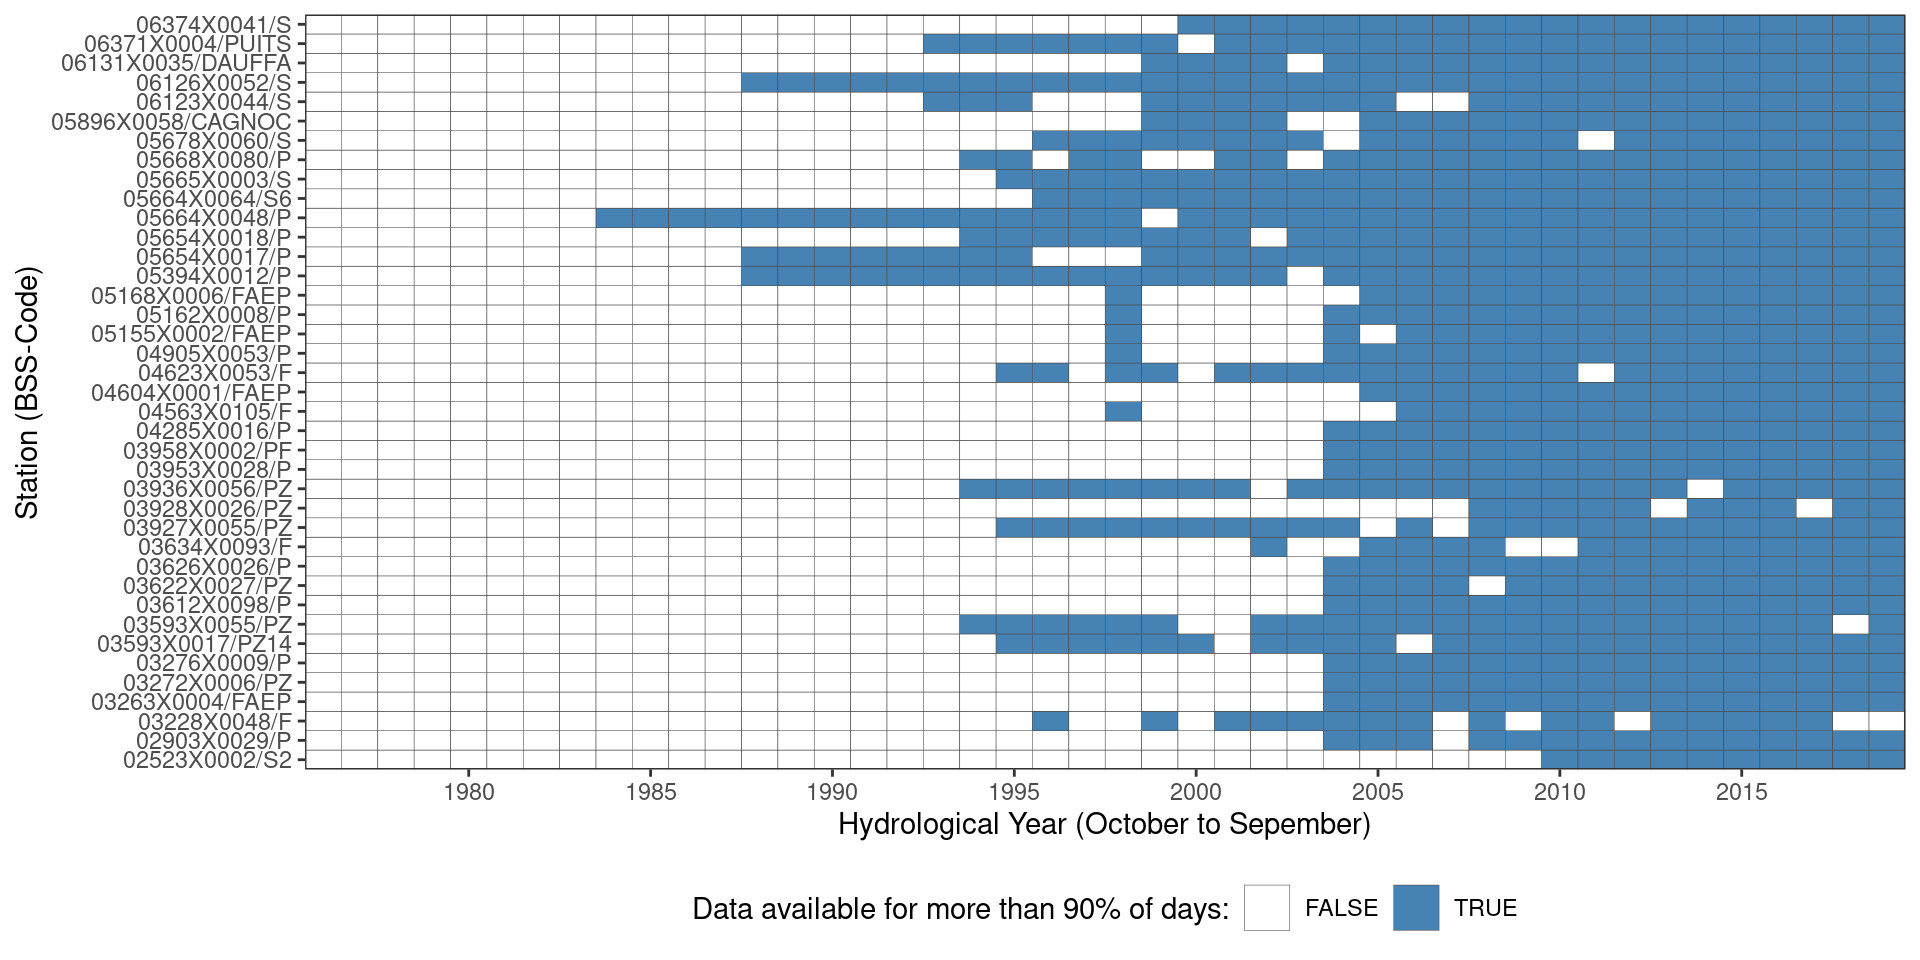 06374X0041/S
06371X0004/PUITS
06131X0035/DAUFFA
06126X0052/S
06123X0044/S
05896X0058/CAGNOC
05678X0060/S
05668X0080/P
05665X0003/S
05664X0064/S6
05664X0048/P
05654X0018/P
05654X0017/P
05394X0012/P
05168X0006/FAEP
05162X0008/P
05155X0002/FAEP
04905X0053/P
04623X0053/F
04604X0001/FAEP
04563X0105/F
04285X0016/P
03958X0002/PF
03953X0028/P
03936X0056/PZ
03928X0026/PZ
03927X0055/PZ
03634X0093/F
03626X0026/P
03622X0027/PZ
03612X0098/P
03593X0055/PZ
03593X0017/PZ14
03276X0009/P
03272X0006/PZ
03263X0004/FAEP
03228X0048/F
02903X0029/P
02523X0002/S2
Station (BSS-Code)
1980 1985 1990 1995 2000 2005 2010 2015
Hydrological Year (October to Sepember)
Data available for more than 90% of days: FALSE TRUE